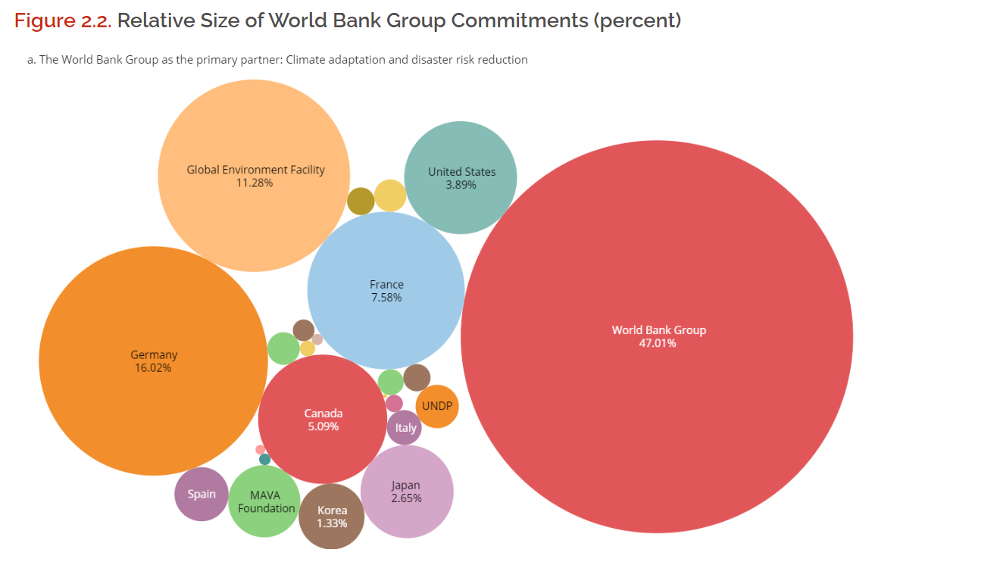 Figure 2.2. Relative Size of World Bank Group Commitments (percent)
a. The World Bank Group as the primary partner: Climate adaptation and disaster risk reduction
Global Environment Facility
11.28%
United States
3.89%
France
7.58%
World Bank Group
47.01%
Germany
16.02%
Canada
5.09%
UNDP
Italy
Japan
2.65%
Spain
MAVA
Foundation
Korea
1.33%